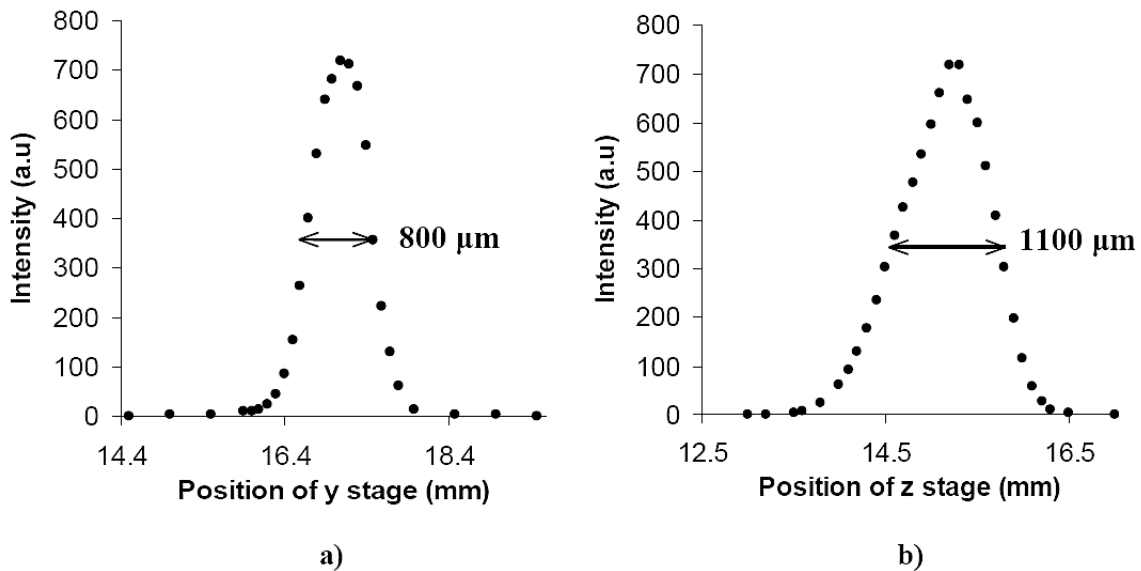 800
700
600
500
400
300
200
100
0
Intensity (a.u)
800 µm
14.4 16.4 18.4
Position of y stage (mm)
a)
800
700
600
500
400
300
200
100
0
Intensity (a.u)
1100 µm
12.5 14.5 16.5
Position of z stage (mm)
b)